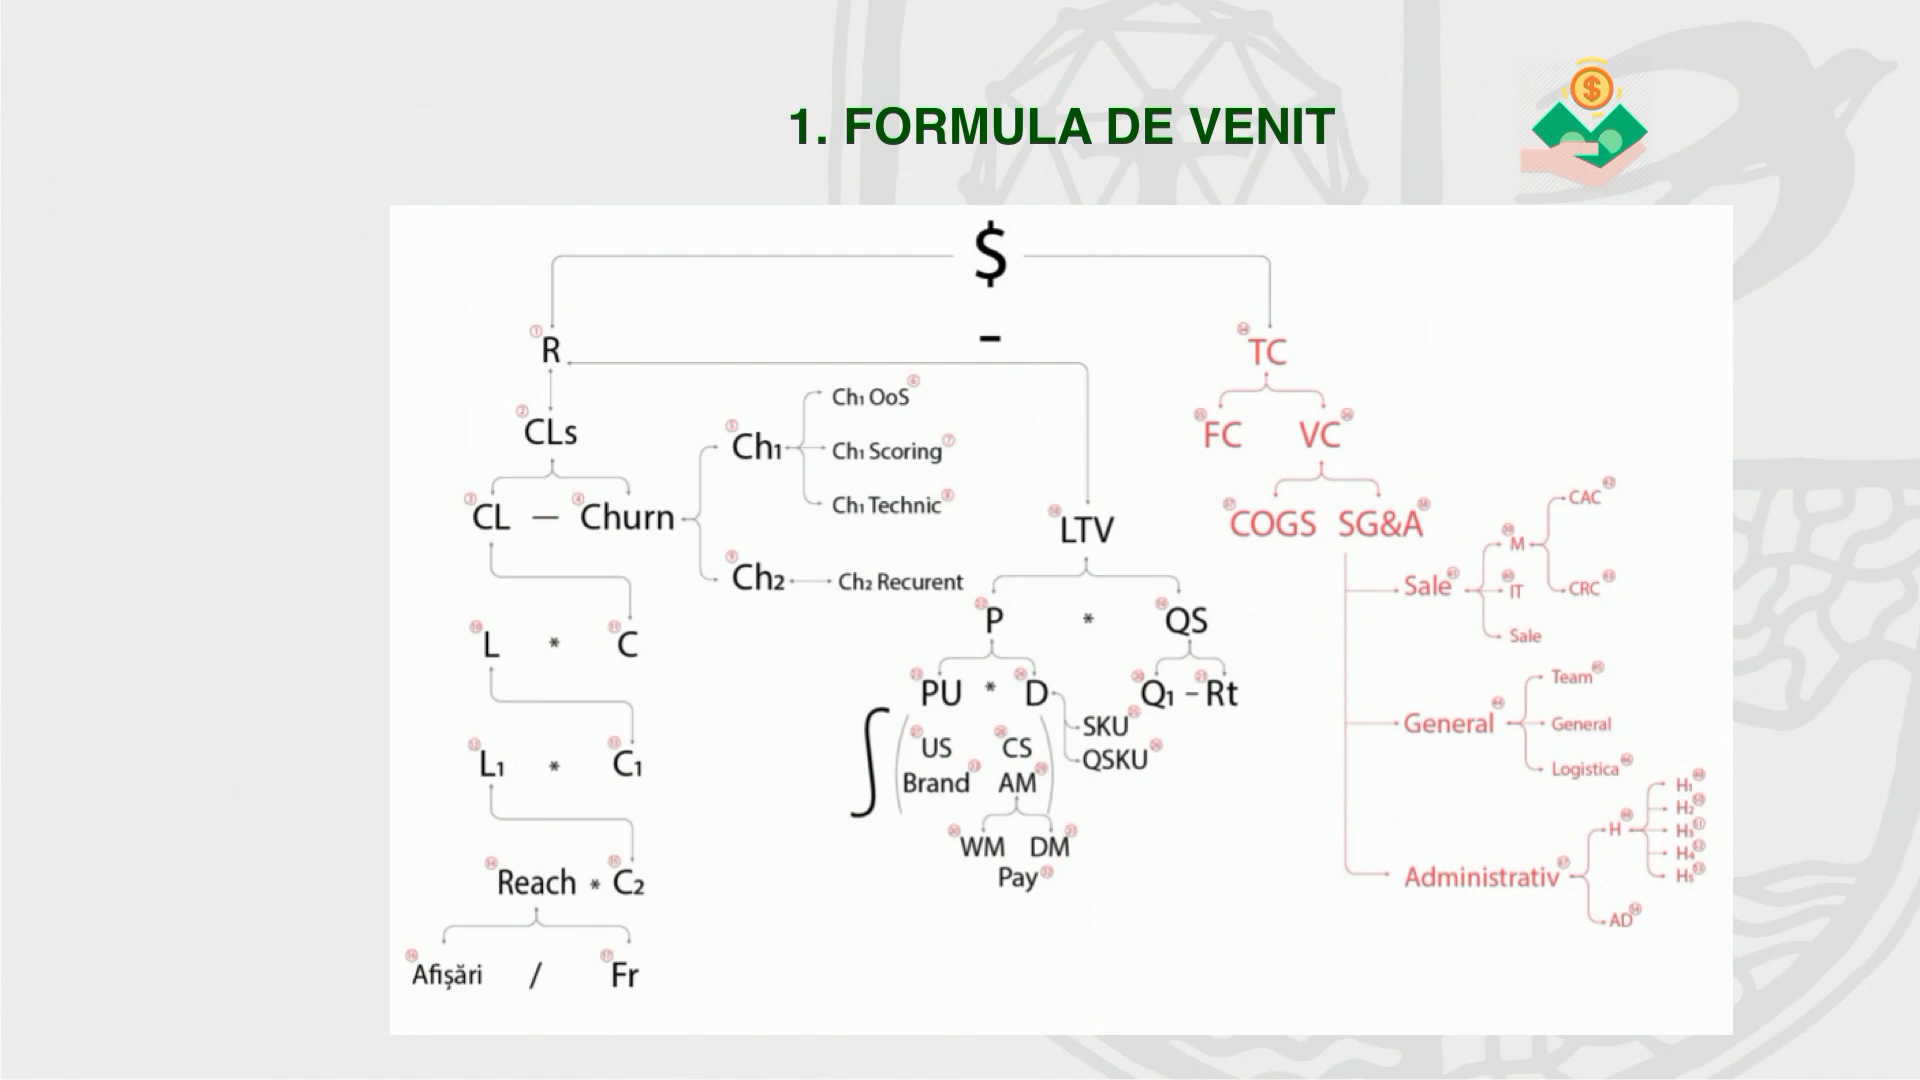 1. FORMULA DE VENIT
$
$
–
R
TC
CLs
Ch1 OoS
Ch1
Ch1 Scoring
Ch1 Technic
FC VC
CL – Churn
LTV
COGS SG&A
CAC
M
Ch2 Ch2 Recurent
Sale
IT
CRC
Sale
L * C
P * QS
PU * D
Q1 – Rt
SKU
QSKU
∫
US CS
Brand AM
WM DM
Pay
Team
General
General
Logistica
L1 * C1
H
H1
H2
H3
H4
H5
Reach * C2
Administrativ
AD
Afișări / Fr